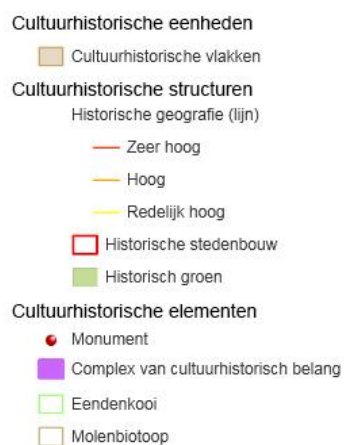 Cultuurhistorische eenheden
Cultuurhistorische vlakken
Cultuurhistorische structuren
Historische geografie (lijn)
Zeer hoog
Hoog
Redelijk hoog
Historische stedenbouw
Historisch groen
Cultuurhistorische elementen
Monument
Complex van cultuurhistorisch belang
Eendenkooi
Molenbiotoop